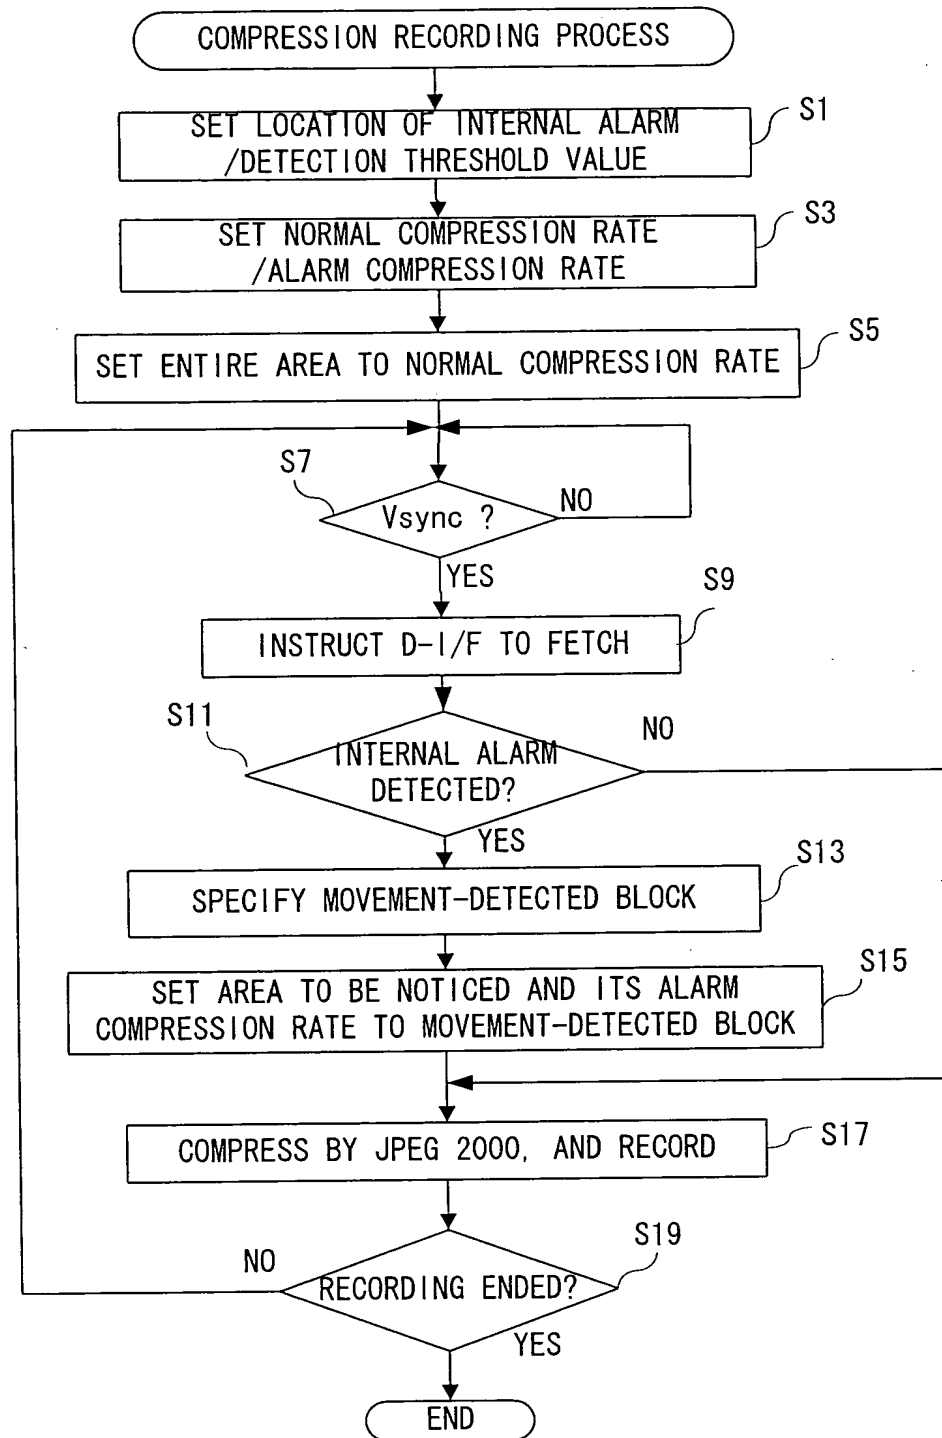 COMPRESSION RECORDING PROCESS
S1
SET LOCATION OF INTERNAL ALARM
/DETECTION THRESHOLD VALUE
S3
SET NORMAL COMPRESSION RATE
/ALARM COMPRESSION RATE
S5
SET ENTIRE AREA TO NORMAL COMPRESSION RATE
S7
Vsync ?
NO
YES
S9
INSTRUCT D-I/F TO FETCH
S11
NO
INTERNAL ALARM
DETECTED?
YES
S13
SPECIFY MOVEMENT-DETECTED BLOCK
S15
SET AREA TO BE NOTICED AND ITS ALARM
COMPRESSION RATE TO MOVEMENT-DETECTED BLOCK
S17
COMPRESS BY JPEG 2000, AND RECORD
S19
NO
RECORDING ENDED?
YES
END